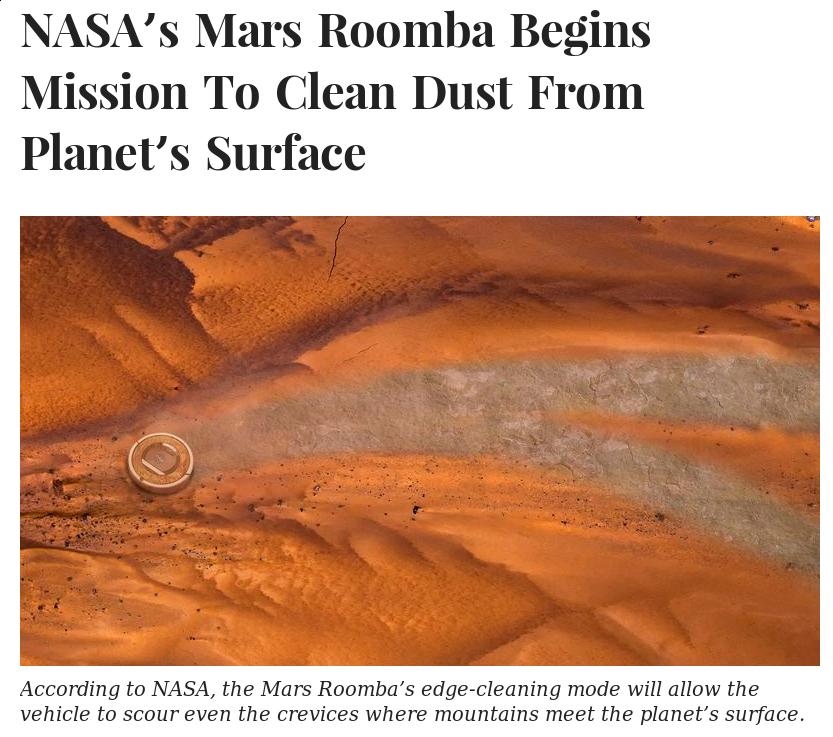 NASA’s Mars Roomba Begins
Mission To Clean Dust From
Planet’s Surface
According to NASA, the Mars Roomba’s edge-cleaning mode will allow the
vehicle to scour even the crevices where mountains meet the planet’s surface.